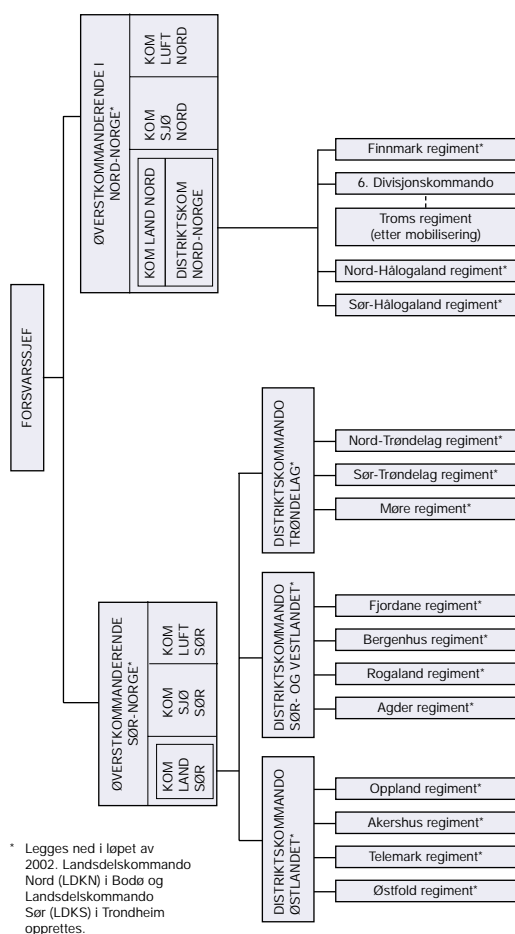 FORSVARSSJEF
ØVERSTKOMMANDERENDE I
NORD-NORGE*
KOM
LUFT
NORD
KOM
SJØ
NORD
KOM LAND NORD
DISTRIKTSKOM
NORD-NORGE
Finnmark regiment*
6. Divisjonskommando
Troms regiment
(etter mobilisering)
Nord-Hålogaland regiment*
Sør-Hålogaland regiment*
ØVERSTKOMMANDERENDE
SØR-NORGE*
KOM
LUFT
SØR
KOM
SJØ
SØR
KOM
LAND
SØR
DISTRIKTSKOMMANDO
TRØNDELAG*
Nord-Trøndelag regiment*
Sør-Trøndelag regiment*
Møre regiment*
DISTRIKTSKOMMANDO
SØR- OG VESTLANDET*
Fjordane regiment*
Bergenhus regiment*
Rogaland regiment*
Agder regiment*
DISTRIKTSKOMMANDO
ØSTLANDET*
Oppland regiment*
Akershus regiment*
Telemark regiment*
Østfold regiment*
* Legges ned i løpet av
2002. Landsdelskommando
Nord (LDKN) i Bodø og
Landsdelskommando
Sør (LDKS) i Trondheim
opprettes.